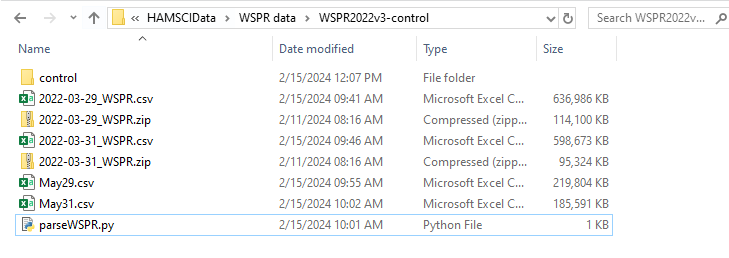 « HAMSCIData > WSPR data > WSPR2022v3-control Search WSPR2022v...
Name Date modified Type Size
control 2/15/2024 12:07 PM File folder
2022-03-29_WSPR.csv 2/15/2024 09:41 AM Microsoft Excel C... 636,986 KB
2022-03-29_WSPR.zip 2/11/2024 08:16 AM Compressed (zipp... 114,100 KB
2022-03-31_WSPR.csv 2/15/2024 09:46 AM Microsoft Excel C... 598,673 KB
2022-03-31_WSPR.zip 2/11/2024 08:16 AM Compressed (zipp... 95,324 KB
May29.csv 2/15/2024 09:55 AM Microsoft Excel C... 219,804 KB
May31.csv 2/15/2024 10:02 AM Microsoft Excel C... 185,591 KB
parseWSPR.py 2/15/2024 10:01 AM Python File 1 KB